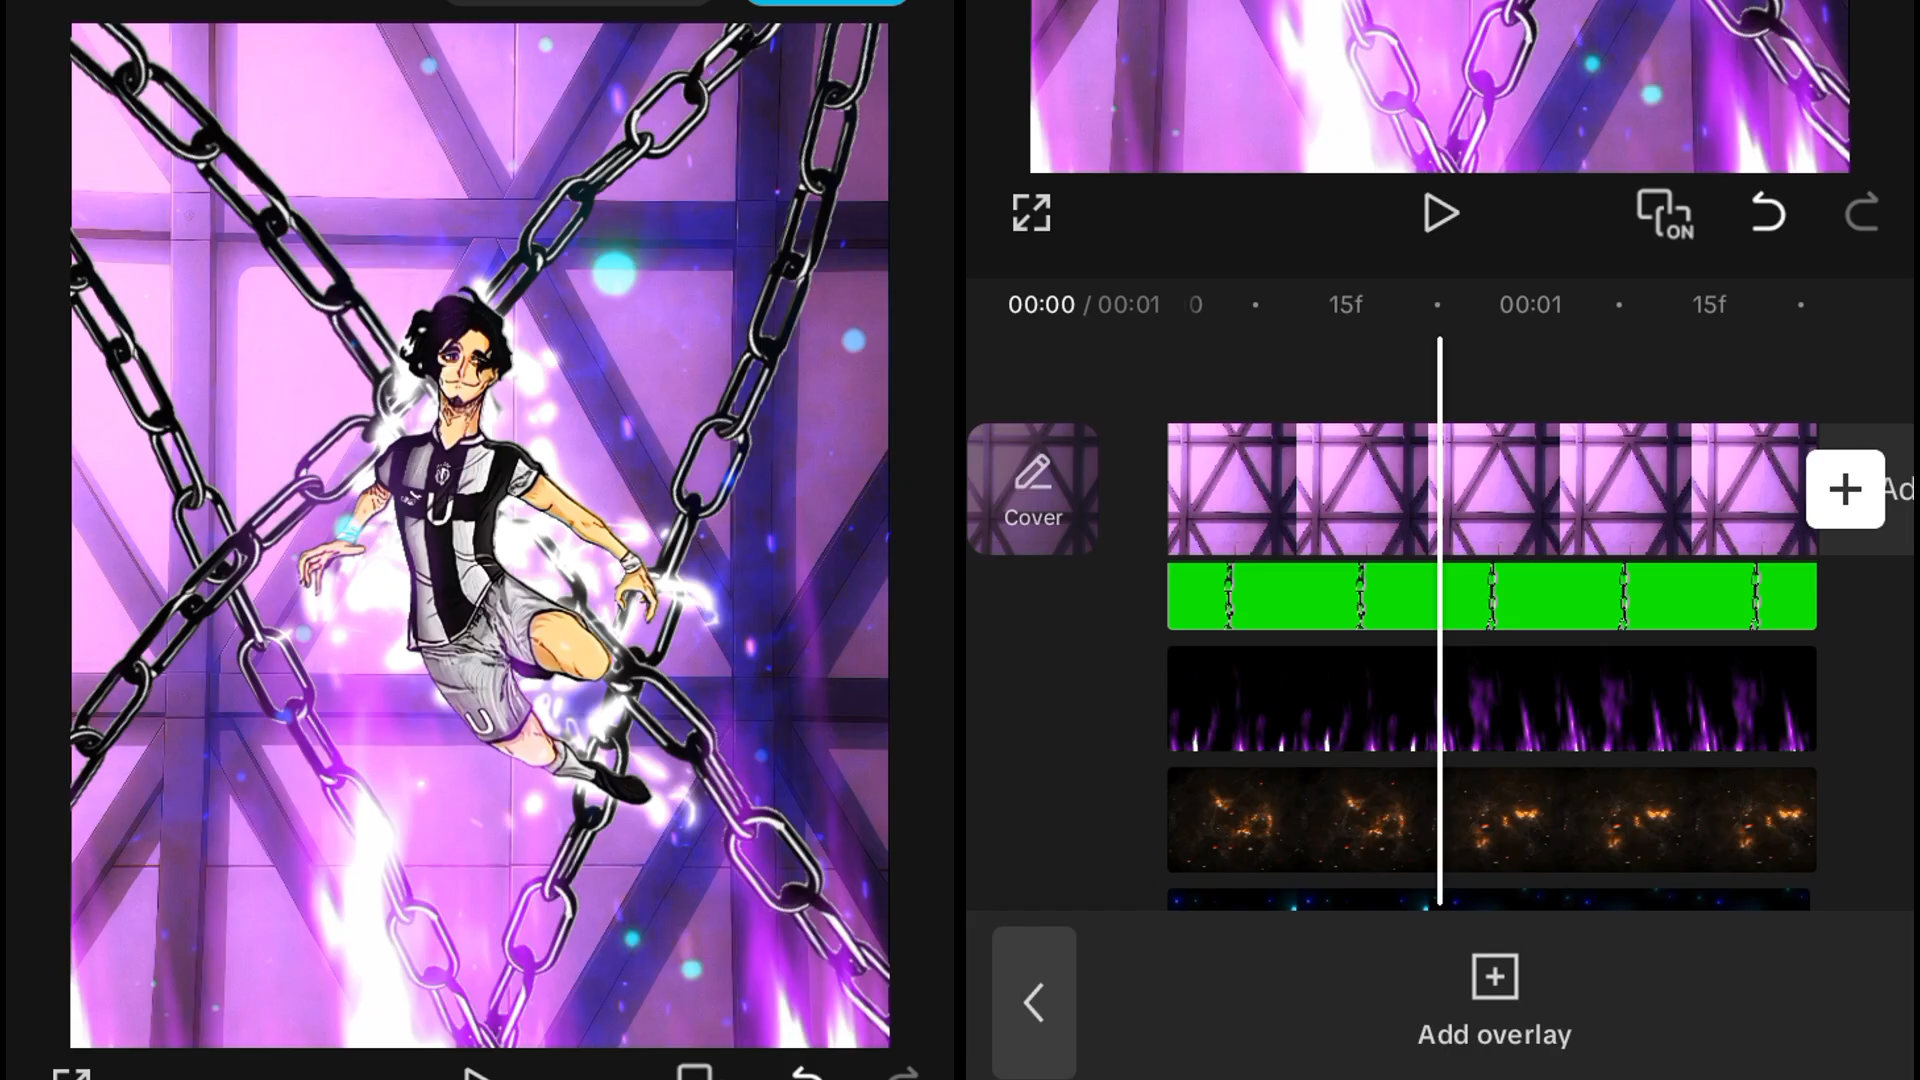 U
U
ON
00:00 / 00:01
0
15f
00:01
15f
Cover
Ad
Add overlay